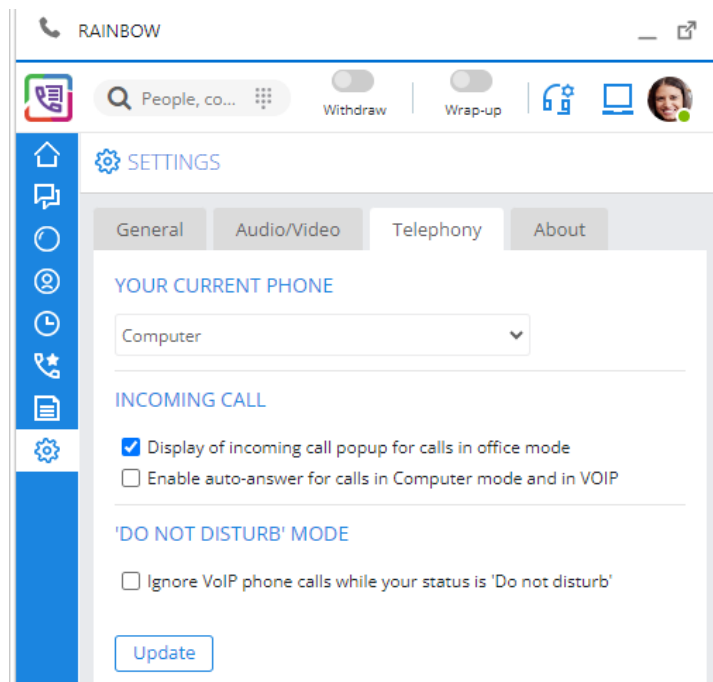 RAINBOW
People, co...
Withdraw
Wrap-up
SETTINGS
General Audio/Video Telephony About
YOUR CURRENT PHONE
Computer
INCOMING CALL
Display of incoming call popup for calls in office mode
Enable auto-answer for calls in Computer mode and in VOIP
'DO NOT DISTURB' MODE
Ignore VoIP phone calls while your status is 'Do not disturb'
Update